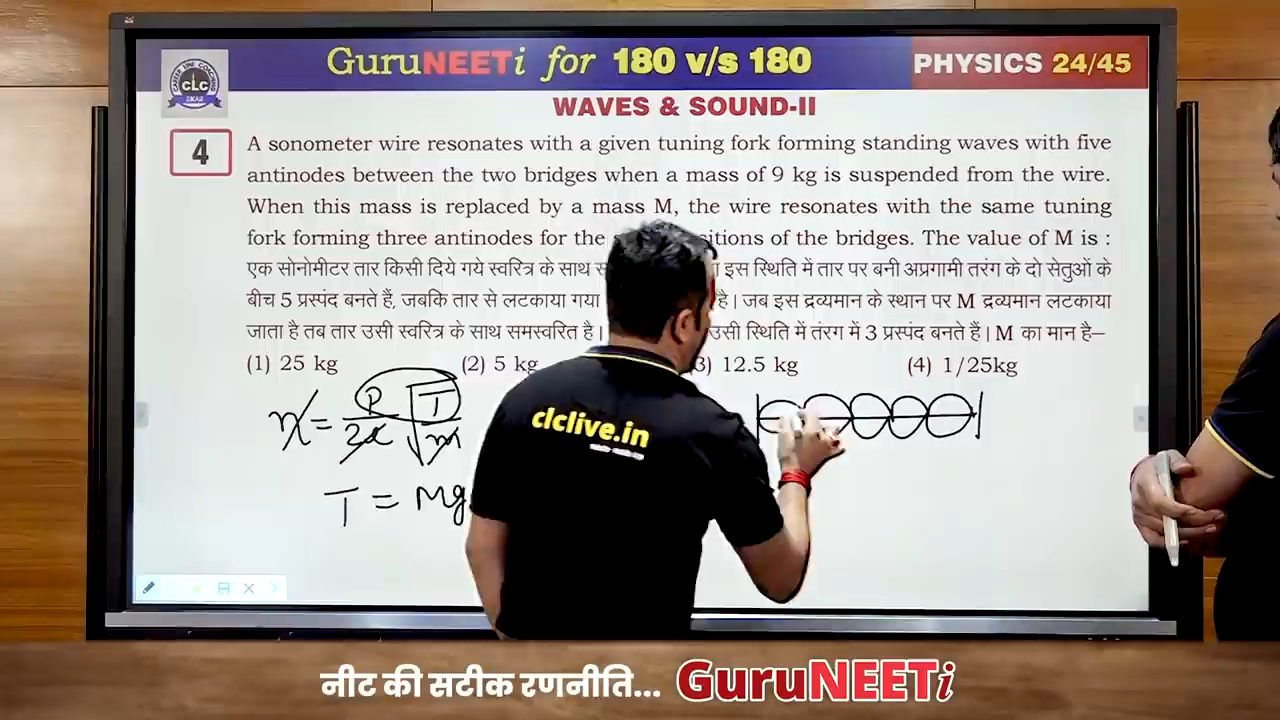 GuruNEETi for 180 v/s 180
PHYSICS 24/45
CLC
SIKAR
WAVES & SOUND-II
4
A sonometer wire resonates with a given tuning fork forming standing waves with five
antinodes between the two bridges when a mass of 9 kg is suspended from the wire.
When this mass is replaced by a mass M, the wire resonates with the same tuning
fork forming three antinodes for the itions of the bridges. The value of M is :
एक सोनोमीटर तार किसी दिये गये स्वरित्र के साथ स इस स्थिति में तार पर बनी अप्रगामी तरंग के दो सेतुओं के
बीच 5 प्रस्पंद बनते हैं, जबकि तार से लटकाया गया है। जब इस द्रव्यमान के स्थान पर M द्रव्यमान लटकाया
जाता है तब तार उसी स्वरित्र के साथ समस्वरित है। उसी स्थिति में तंरग में 3 प्रस्पंद बनते हैं। M का मान है–
(1) 25 kg (2) 5 kg 3) 12.5 kg (4) 1/25kg
n = P/2l √T/m
T = Mg
clclive.in
नीट की सटीक रणनीति... GuruNEETi